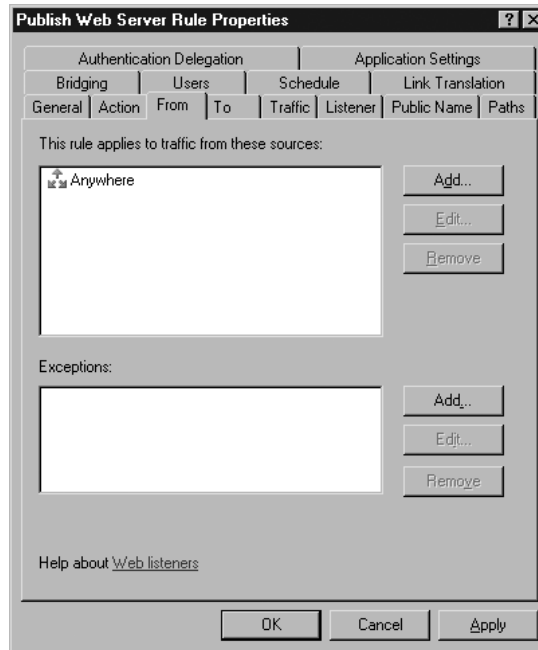 Publish Web Server Rule Properties
Authentication Delegation
Application Settings
Bridging
Users
Schedule
Link Translation
General
Action
From
To
Traffic
Listener
Public Name
Paths
This rule applies to traffic from these sources:
Anywhere
Add...
Edit...
Remove
Exceptions:
Add...
Edit...
Remove
Help about Web listeners
OK
Cancel
Apply